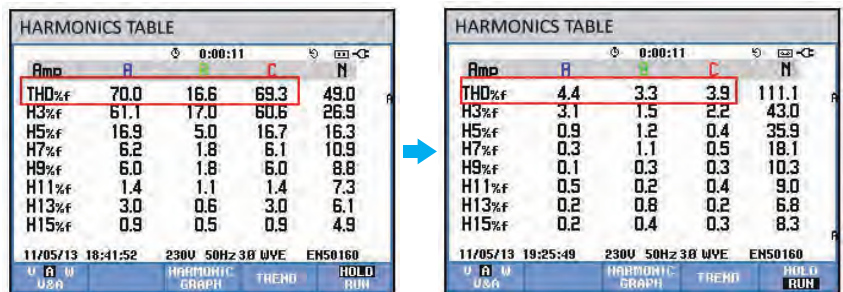 HARMONICS TABLE
0:00:11
Amp A B C N
THD%f 70.0 16.6 69.3 49.0 A
H3%f 61.1 17.0 60.6 26.9
H5%f 16.9 5.0 16.7 16.3
H7%f 6.2 1.8 6.1 10.9
H9%f 6.0 1.8 6.0 8.8
H11%f 1.4 1.1 1.4 7.3
H13%f 3.0 0.6 3.0 6.1
H15%f 0.9 0.5 0.9 4.9
11/05/13 18:41:52 230V 50Hz 3Ø WYE EN50160
V A W HARMONIC TREND HOLD
V&A GRAPH RUN
HARMONICS TABLE
0:00:11
Amp A B C N
THD%f 4.4 3.3 3.9 111.1 A
H3%f 3.1 1.5 2.2 43.0
H5%f 0.9 1.2 0.4 35.9
H7%f 0.3 1.1 0.5 18.1
H9%f 0.1 0.3 0.3 10.3
H11%f 0.5 0.2 0.4 9.0
H13%f 0.2 0.8 0.2 6.8
H15%f 0.2 0.4 0.3 8.3
A
11/05/13 19:25:49 230V 50Hz 3Ø WYE EN50160
V A W HARMONIC TREND HOLD
V&A GRAPH RUN